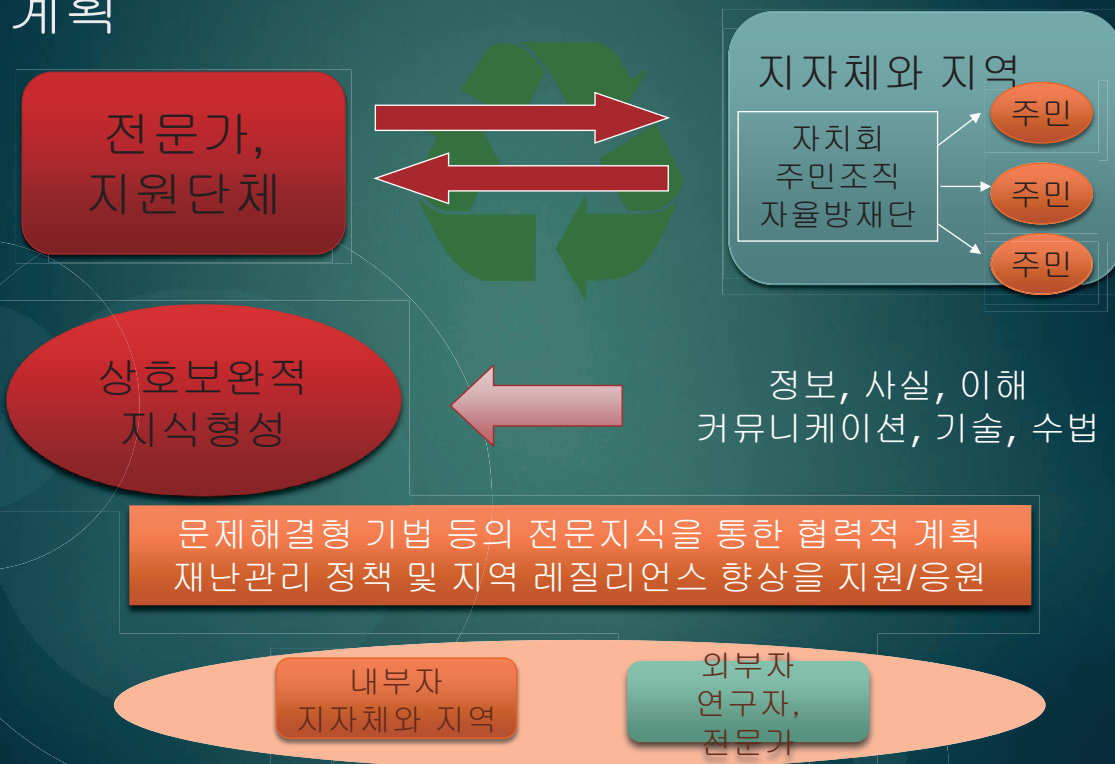 계획
전문가,
지원단체
지자체와 지역
자치회
주민조직
자율방재단
주민
주민
주민
상호보완적
지식형성
정보, 사실, 이해
커뮤니케이션, 기술, 수법
문제해결형 기법 등의 전문지식을 통한 협력적 계획
재난관리 정책 및 지역 레질리언스 향상을 지원/응원
내부자
지자체와 지역
외부자
연구자,
전문가